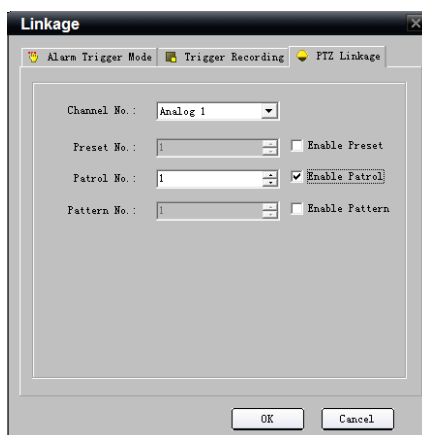 Linkage
Alarm Trigger Mode Trigger Recording PTZ Linkage
Channel No.: Analog 1
Preset No.: 1 Enable Preset
Patrol No.: 1 Enable Patrol
Pattern No.: 1 Enable Pattern
OK Cancel